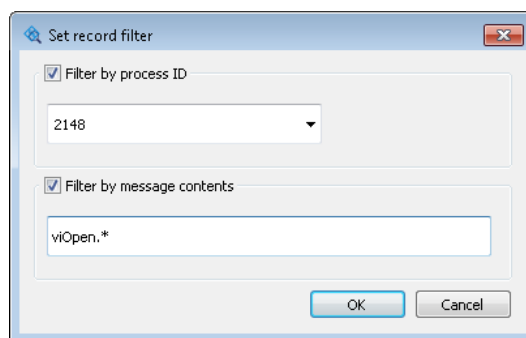 Set record filter
Filter by process ID
2148
Filter by message contents
viOpen.*
OK Cancel